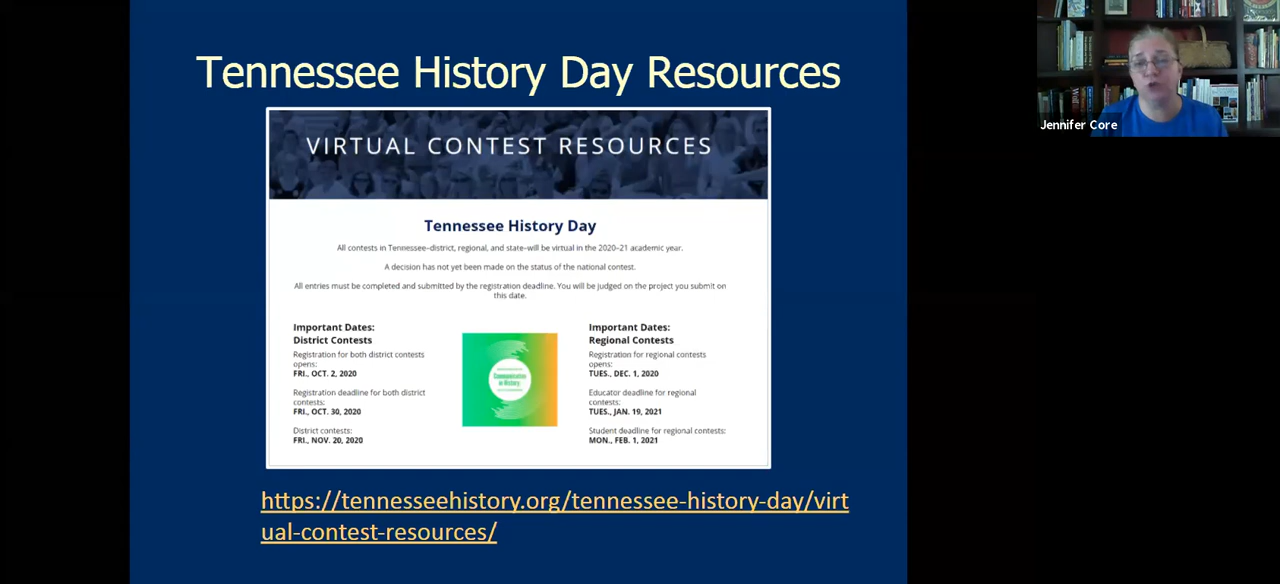 Tennessee History Day Resources
VIRTUAL CONTEST RESOURCES
Tennessee History Day
All contests in Tennessee–district, regional, and state–will be virtual in the 2020–21 academic year.
A decision has not yet been made on the status of the national contest.
All entries must be completed and submitted by the registration deadline. You will be judged on the project you submit on
this date.
Important Dates:
District Contests
Registration for both district contests
opens:
FRI., OCT. 2, 2020
Registration deadline for both district
contests:
FRI., OCT. 30, 2020
District contests:
FRI., NOV. 20, 2020
Communication
in History:
Important Dates:
Regional Contests
Registration for regional contests
opens:
TUES., DEC. 1, 2020
Educator deadline for regional
contests:
TUES., JAN. 19, 2021
Student deadline for regional contests:
MON., FEB. 1, 2021
https://tennesseehistory.org/tennessee-history-day/virt
ual-contest-resources/
Jennifer Core